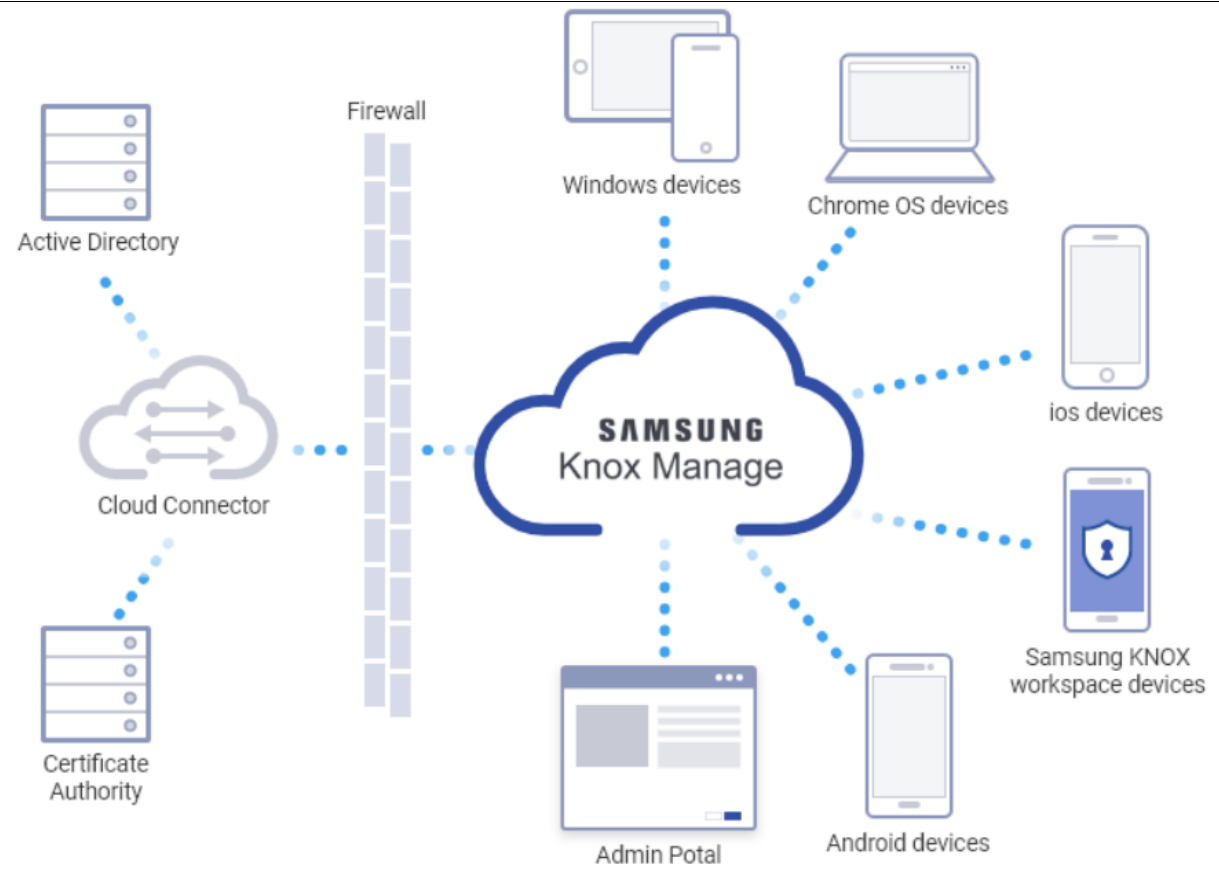 Firewall
Active Directory
Cloud Connector
Certificate
Authority
Windows devices
Chrome OS devices
ios devices
SAMSUNG
Knox Manage
Samsung KNOX
workspace devices
Android devices
Admin Potal